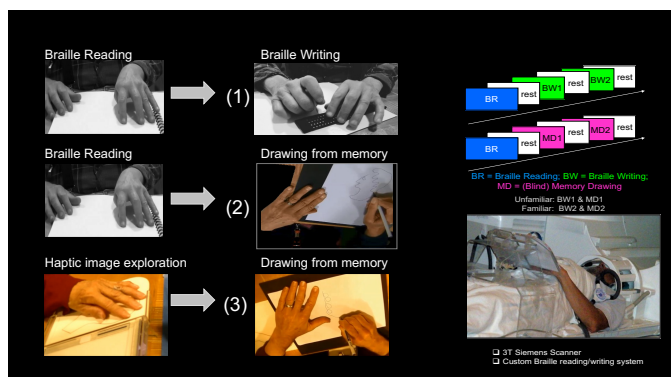 Braille Reading
Braille Writing
(1)
Braille Reading
Drawing from memory
(2)
Haptic image exploration
Drawing from memory
(3)
BR
rest
BW1
rest
BW2
rest
BR
rest
MD1
rest
MD2
rest
BR = Braille Reading; BW = Braille Writing;
MD = (Blind) Memory Drawing
Unfamiliar: BW1 & MD1
Familiar: BW2 & MD2
❑ 3T Siemens Scanner
❑ Custom Braille reading/writing system